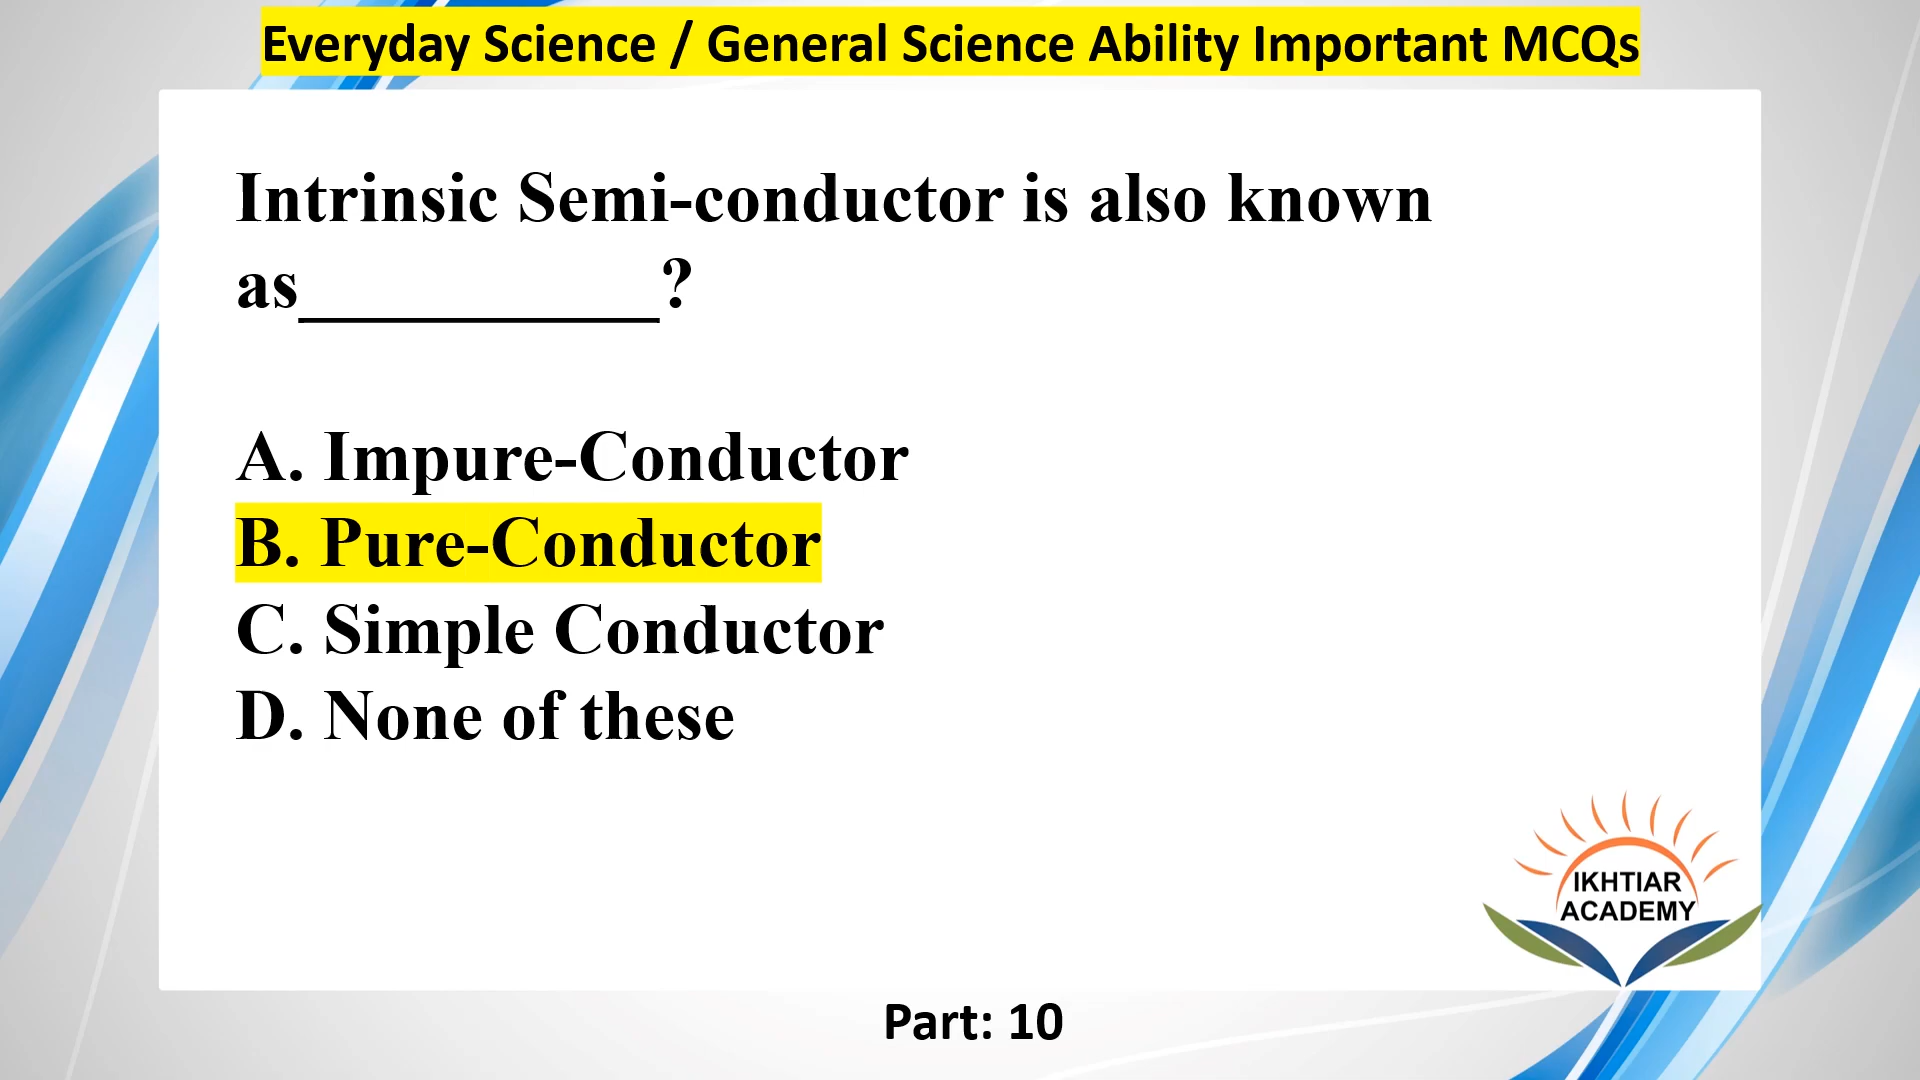 Everyday Science / General Science Ability Important MCQs
Intrinsic Semi-conductor is also known
as__________?
A. Impure-Conductor
B. Pure-Conductor
C. Simple Conductor
D. None of these
IKHTIAR
ACADEMY
Part: 10